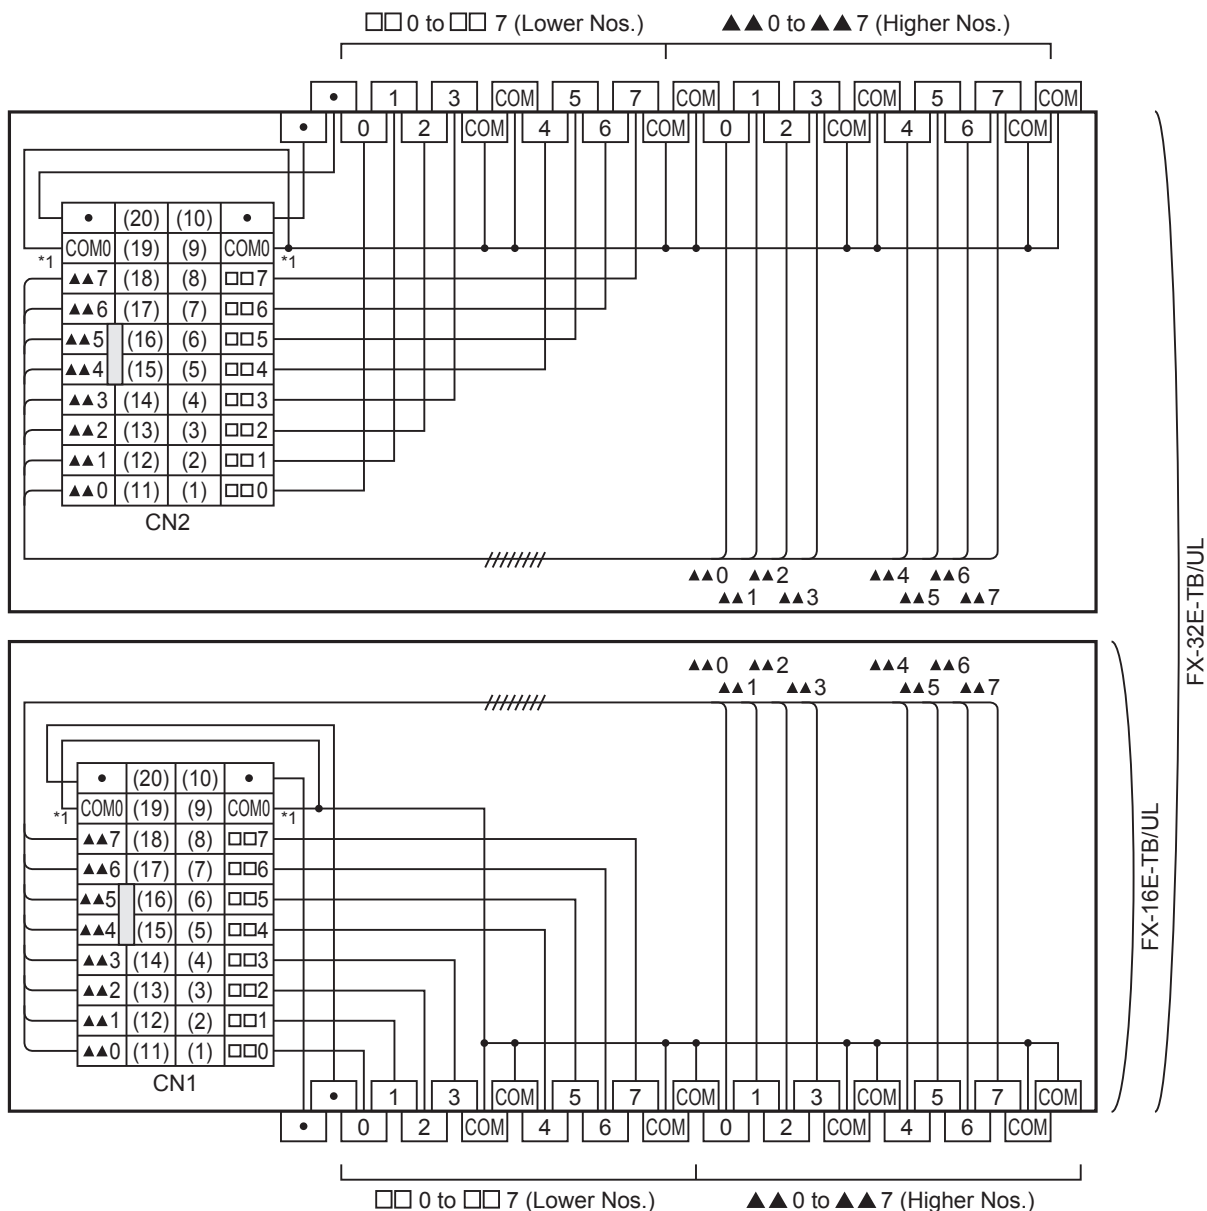 □□ 0 to □□ 7 (Lower Nos.) ▲▲ 0 to ▲▲ 7 (Higher Nos.)
• 1 3 COM 5 7 COM 1 3 COM 5 7 COM
• 0 2 COM 4 6 COM 0 2 COM 4 6 COM
• (20) (10) •
COM0 (19) (9) COM0
*1 *1
▲▲7 (18) (8) □□7
▲▲6 (17) (7) □□6
▲▲5 (16) (6) □□5
▲▲4 (15) (5) □□4
▲▲3 (14) (4) □□3
▲▲2 (13) (3) □□2
▲▲1 (12) (2) □□1
▲▲0 (11) (1) □□0
CN2
▲▲0 ▲▲2 ▲▲4 ▲▲6
▲▲1 ▲▲3 ▲▲5 ▲▲7
FX-32E-TB/UL
▲▲0 ▲▲2 ▲▲4 ▲▲6
▲▲1 ▲▲3 ▲▲5 ▲▲7
• (20) (10) •
COM0 (19) (9) COM0
*1 *1
▲▲7 (18) (8) □□7
▲▲6 (17) (7) □□6
▲▲5 (16) (6) □□5
▲▲4 (15) (5) □□4
▲▲3 (14) (4) □□3
▲▲2 (13) (3) □□2
▲▲1 (12) (2) □□1
▲▲0 (11) (1) □□0
CN1
FX-16E-TB/UL
• 1 3 COM 5 7 COM 1 3 COM 5 7 COM
• 0 2 COM 4 6 COM 0 2 COM 4 6 COM
□□ 0 to □□ 7 (Lower Nos.) ▲▲ 0 to ▲▲ 7 (Higher Nos.)